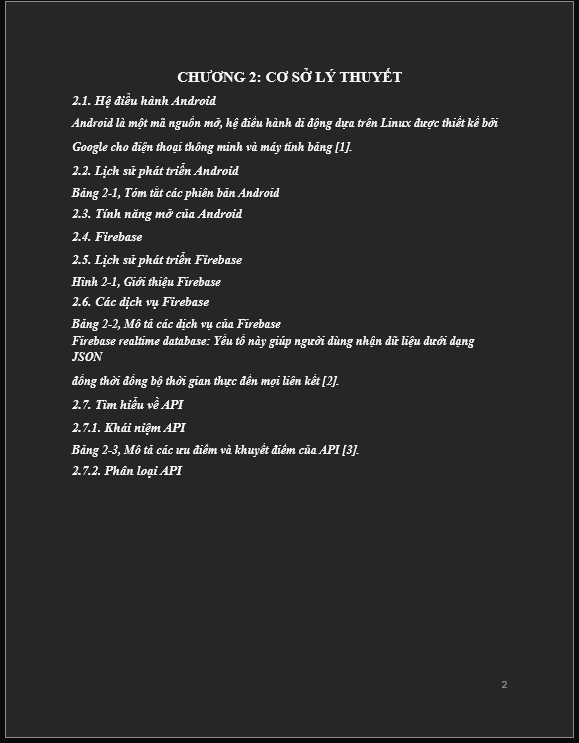 CHƯƠNG 2: CƠ SỞ LÝ THUYẾT
2.1. Hệ điều hành Android
Android là một mã nguồn mở, hệ điều hành di động dựa trên Linux được thiết kế bởi
Google cho điện thoại thông minh và máy tính bảng [1].
2.2. Lịch sử phát triển Android
Bảng 2-1, Tóm tắt các phiên bản Android
2.3. Tính năng mở của Android
2.4. Firebase
2.5. Lịch sử phát triển Firebase
Hình 2-1, Giới thiệu Firebase
2.6. Các dịch vụ Firebase
Bảng 2-2, Mô tả các dịch vụ của Firebase
Firebase realtime database: Yếu tố này giúp người dùng nhận dữ liệu dưới dạng
JSON
đồng thời đồng bộ thời gian thực đến mọi liên kết [2].
2.7. Tìm hiểu về API
2.7.1. Khái niệm API
Bảng 2-3, Mô tả các ưu điểm và khuyết điểm của API [3].
2.7.2. Phân loại API
2